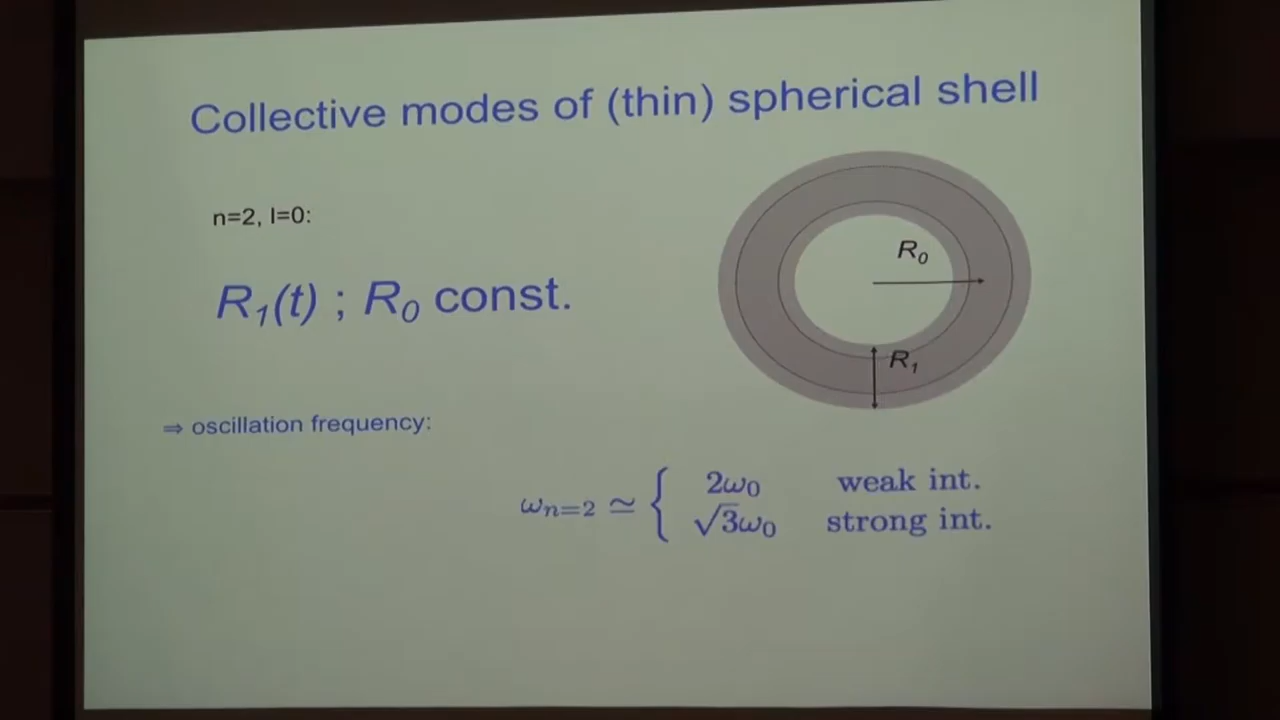 Collective modes of (thin) spherical shell
n=2, l=0:
R₀
R₁(t) ; R₀ const.
R₁
⇒ oscillation frequency:
ωₙ₌₂ ≃ { 2ω₀ weak int.
√3ω₀ strong int.